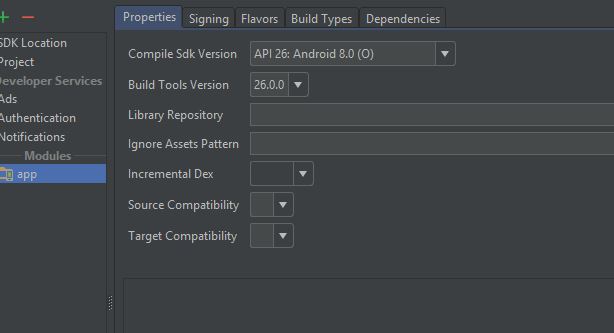 Properties Signing Flavors Build Types Dependencies
SDK Location
Project
Developer Services
Ads
Authentication
Notifications
Modules
app
Compile Sdk Version API 26: Android 8.0 (O)
Build Tools Version 26.0.0
Library Repository
Ignore Assets Pattern
Incremental Dex
Source Compatibility
Target Compatibility